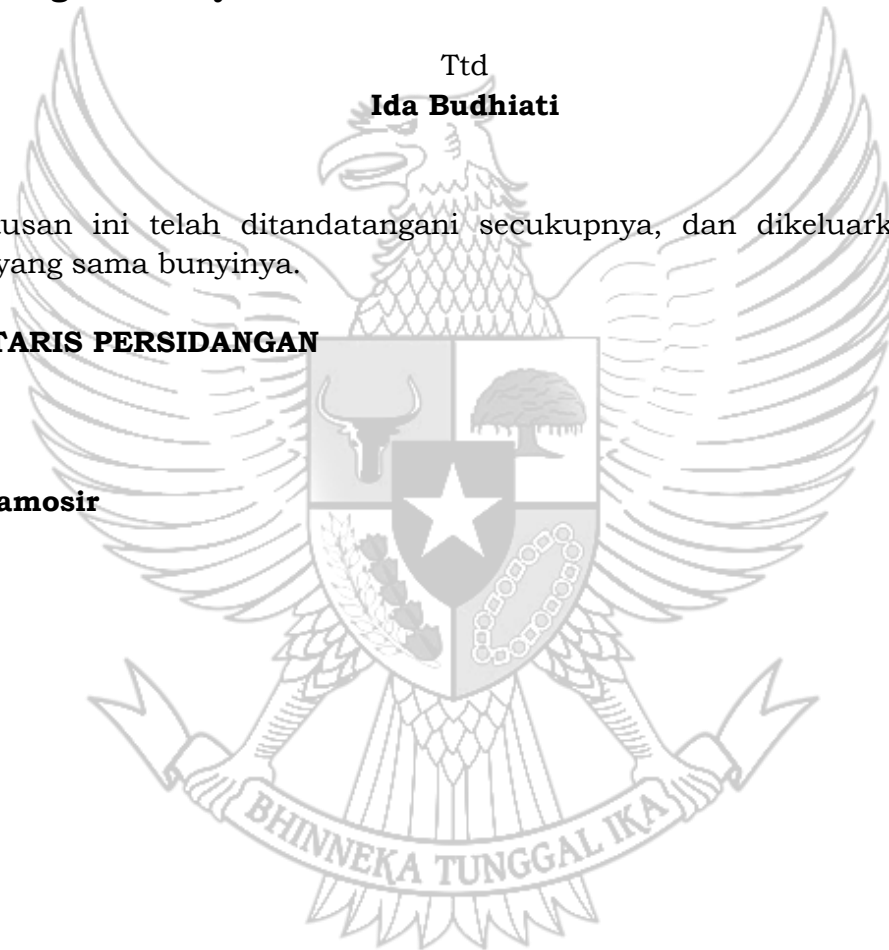 Ttd
Ida Budhiati
usan ini telah ditandatangani secukupnya, dan dikeluark
yang sama bunyinya.
TARIS PERSIDANGAN
amosir
BHINNEKA TUNGGAL IKA